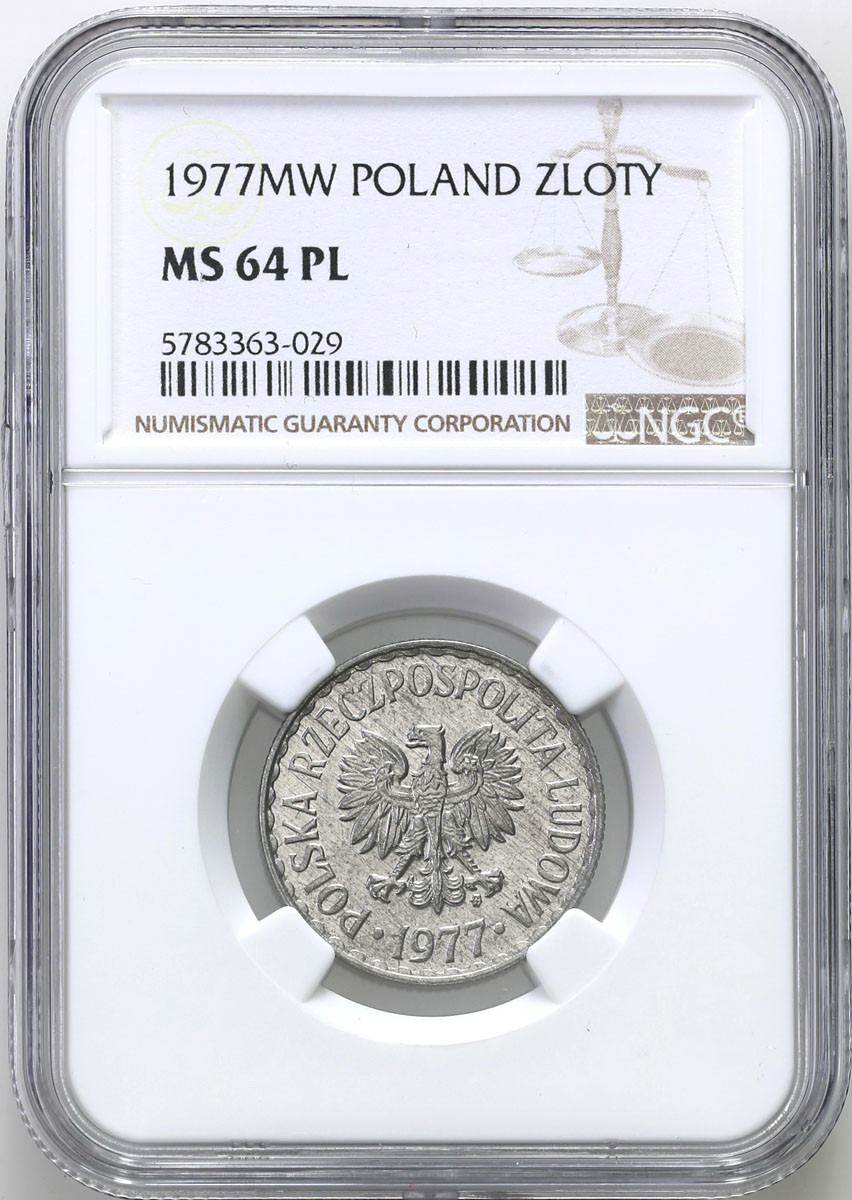 1977MW POLAND ZLOTY
MS 64 PL
5783363-029
NUMISMATIC GUARANTY CORPORATION
NGC
POLSKA RZECZPOSPOLITA LUDOWA
• 1977 •